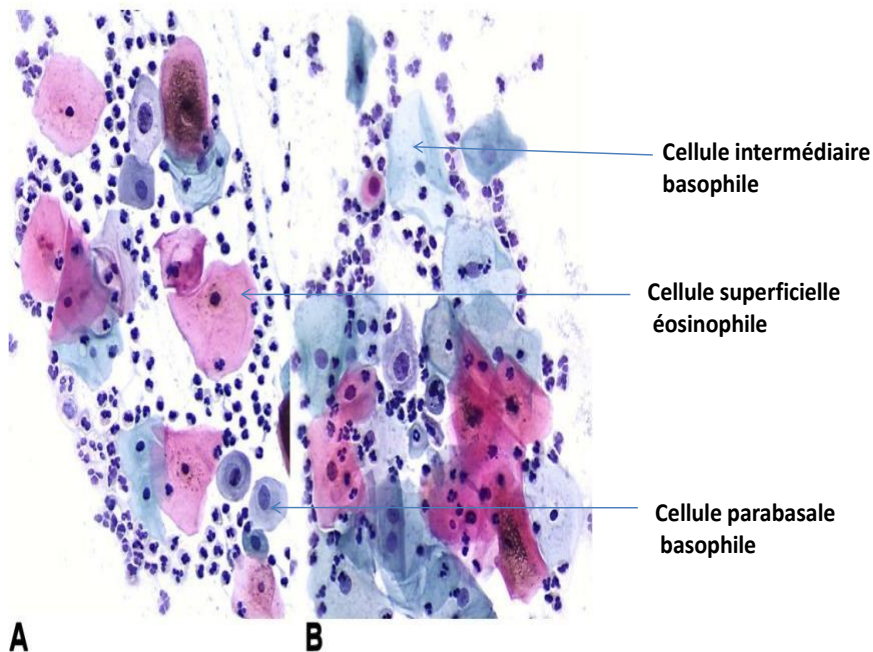 Cellule intermédiaire
basophile
Cellule superficielle
éosinophile
Cellule parabasale
basophile
A
B